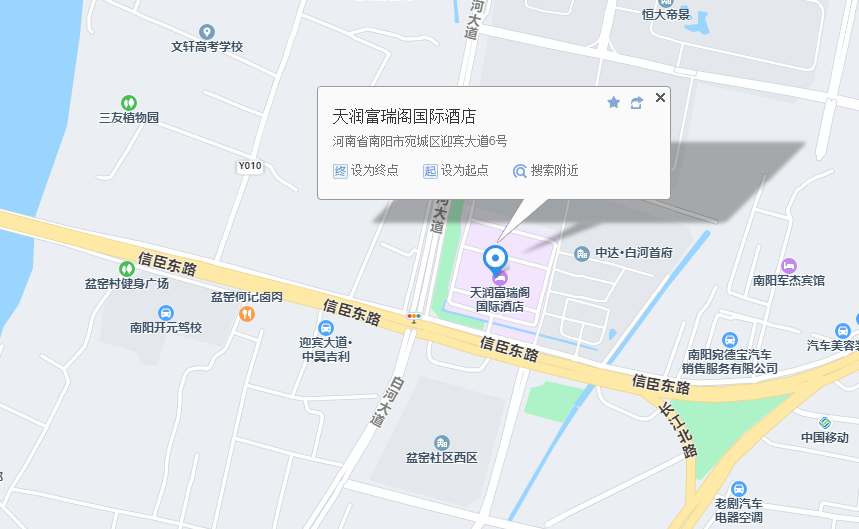 河大道
恒大帝景
文轩高考学校
三友植物园
天润富瑞阁国际酒店
河南省南阳市宛城区迎宾大道6号
终 设为终点 起 设为起点 搜索附近
Y010
河大道
信臣东路
中达·白河首府
盆窑村健身广场
南阳军杰宾馆
天润富瑞阁
国际酒店
盆窑何记卤肉
信臣东路
南阳开元驾校
迎宾大道·
中昊吉利
信臣东路
南阳宛德宝汽车
销售服务有限公司
汽车美容装
信臣东路
白河大道
长江北路
中国移动
盆窑社区西区
老剧汽车
电器空调